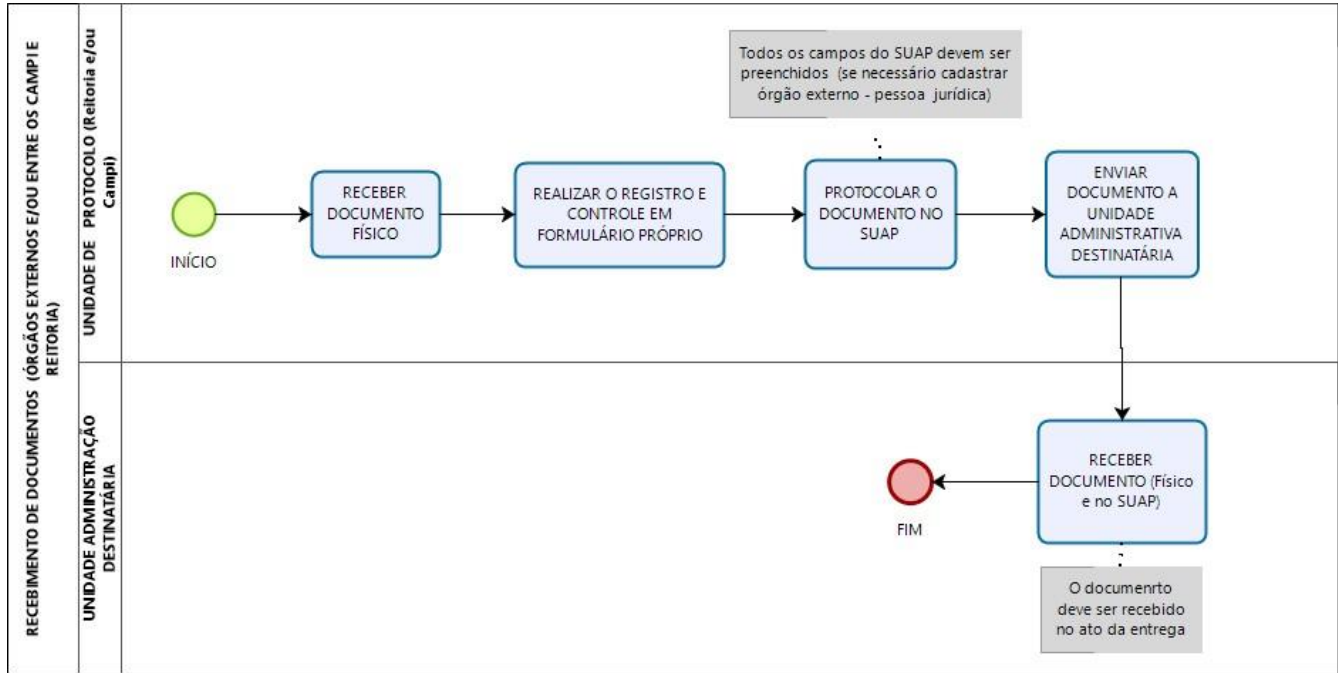 RECEBIMENTO DE DOCUMENTOS (ÓRGÃOS EXTERNOS E/OU ENTRE OS CAMPI E
REITORIA)
UNIDADE DE PROTOCOLO (Reitoria e/ou
Campi)
INÍCIO
RECEBER
DOCUMENTO
FÍSICO
REALIZAR O REGISTRO E
CONTROLE EM
FORMULÁRIO PRÓPRIO
Todos os campos do SUAP devem ser
preenchidos (se necessário cadastrar
órgão externo - pessoa jurídica)
PROTOCOLAR O
DOCUMENTO NO
SUAP
ENVIAR
DOCUMENTO A
UNIDADE
ADMINISTRATIVA
DESTINATÁRIA
UNIDADE ADMINISTRAÇÃO
DESTINATÁRIA
RECEBER
DOCUMENTO (Físico
e no SUAP)
FIM
O documenrto
deve ser recebido
no ato da entrega